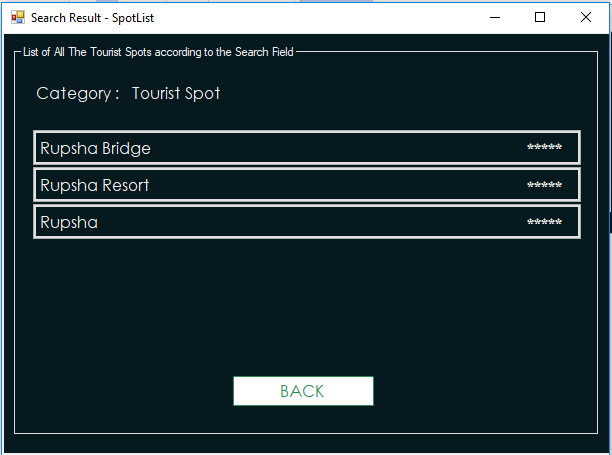 Search Result - SpotList
List of All The Tourist Spots according to the Search Field
Category : Tourist Spot
Rupsha Bridge *****
Rupsha Resort *****
Rupsha *****
BACK